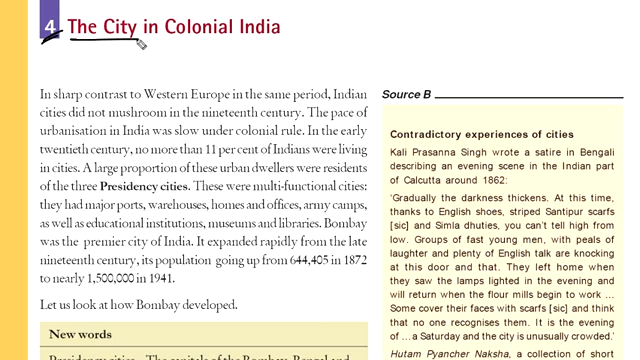 4 The City in Colonial India
In sharp contrast to Western Europe in the same period, Indian
cities did not mushroom in the nineteenth century. The pace of
urbanisation in India was slow under colonial rule. In the early
twentieth century, no more than 11 per cent of Indians were living
in cities. A large proportion of these urban dwellers were residents
of the three Presidency cities. These were multi-functional cities:
they had major ports, warehouses, homes and offices, army camps,
as well as educational institutions, museums and libraries. Bombay
was the premier city of India. It expanded rapidly from the late
nineteenth century, its population going up from 644,405 in 1872
to nearly 1,500,000 in 1941.
Let us look at how Bombay developed.
New words
Presidency cities – The capitals of the Bombay, Bengal and
Source B
Contradictory experiences of cities
Kali Prasanna Singh wrote a satire in Bengali
describing an evening scene in the Indian part
of Calcutta around 1862:
‘Gradually the darkness thickens. At this time,
thanks to English shoes, striped Santipur scarfs
[sic] and Simla dhuties, you can’t tell high from
low. Groups of fast young men, with peals of
laughter and plenty of English talk are knocking
at this door and that. They left home when
they saw the lamps lighted in the evening and
will return when the flour mills begin to work ...
Some cover their faces with scarfs [sic] and think
that no one recognises them. It is the evening
of ...a Saturday and the city is unusually crowded.’
Hutam Pyancher Naksha, a collection of short